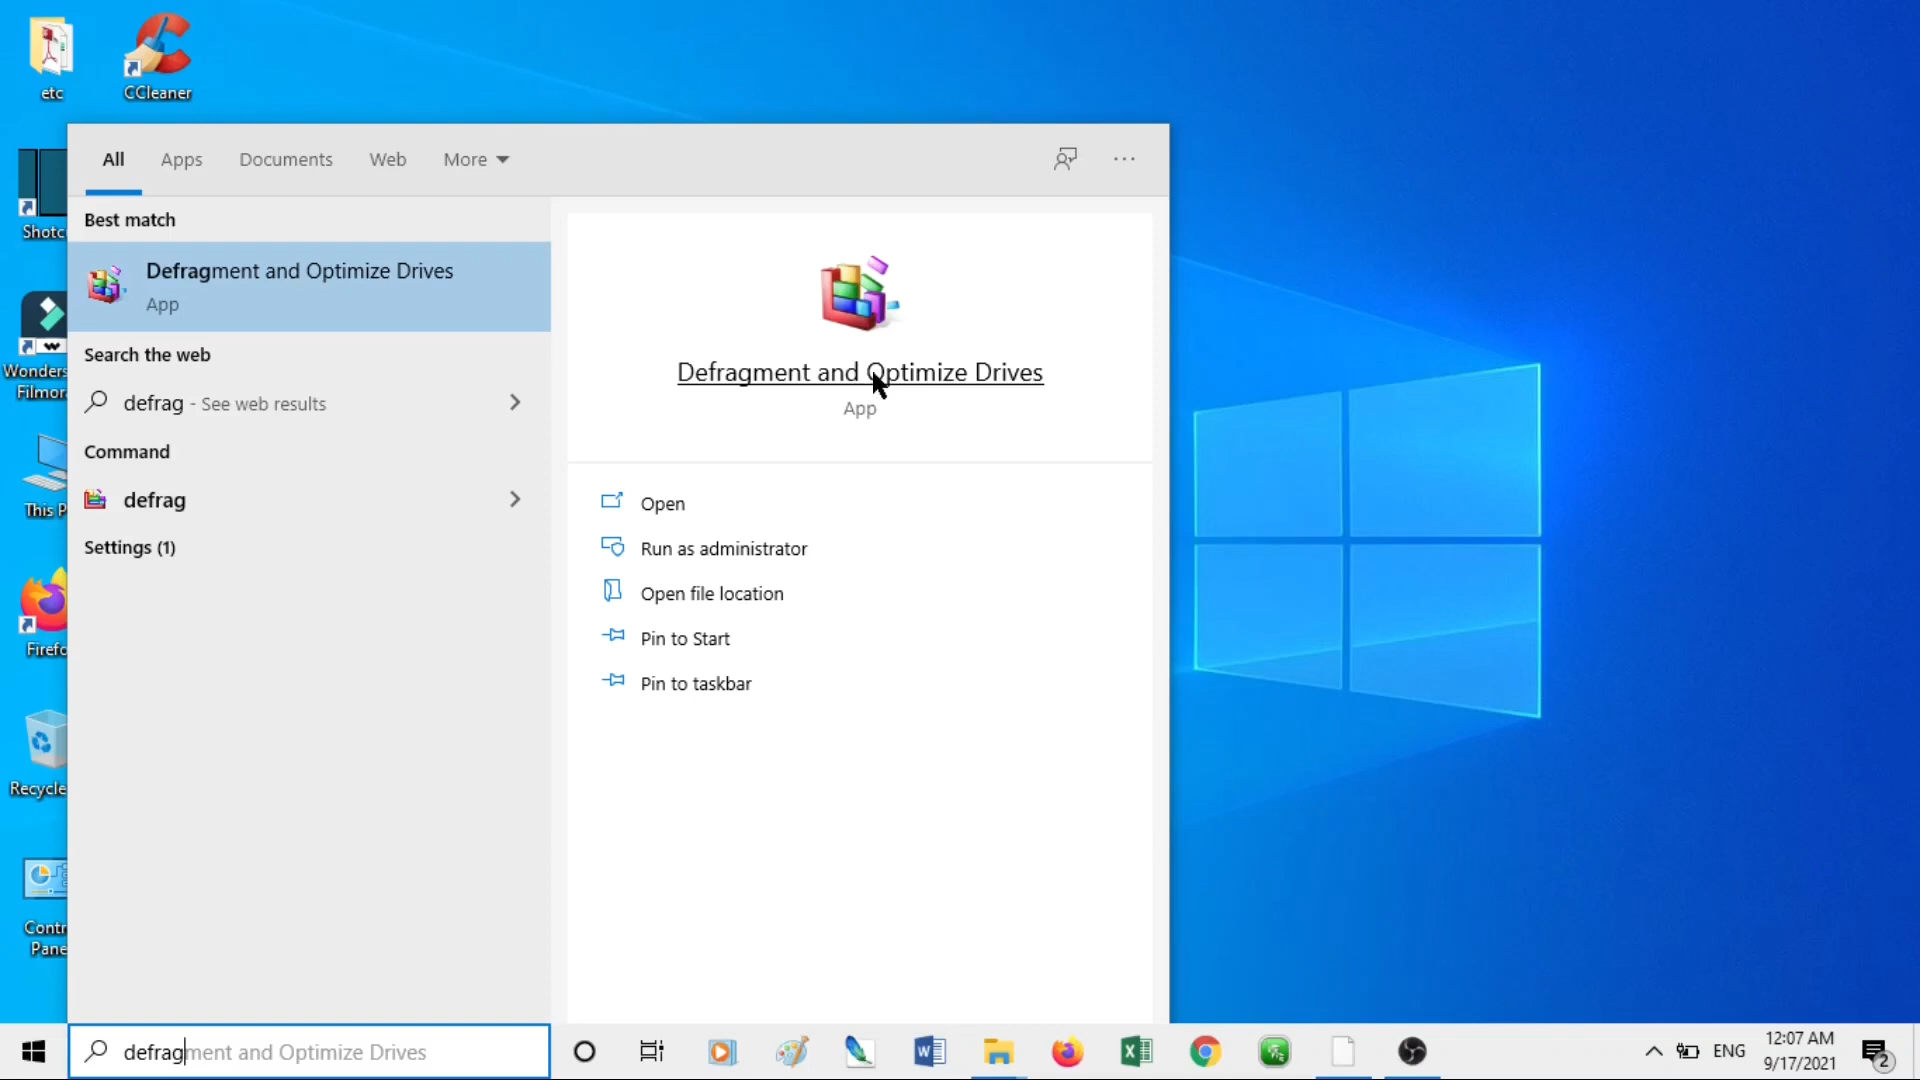 etc
CCleaner
Shotc
Wonders
Filmor
This P
Firefo
Recycle
Contr
Pane
All
Apps
Documents
Web
More
Best match
Defragment and Optimize Drives
App
Search the web
defrag - See web results
Command
defrag
Settings (1)
Defragment and Optimize Drives
App
Open
Run as administrator
Open file location
Pin to Start
Pin to taskbar
defragment and Optimize Drives
ENG
12:07 AM
9/17/2021
2